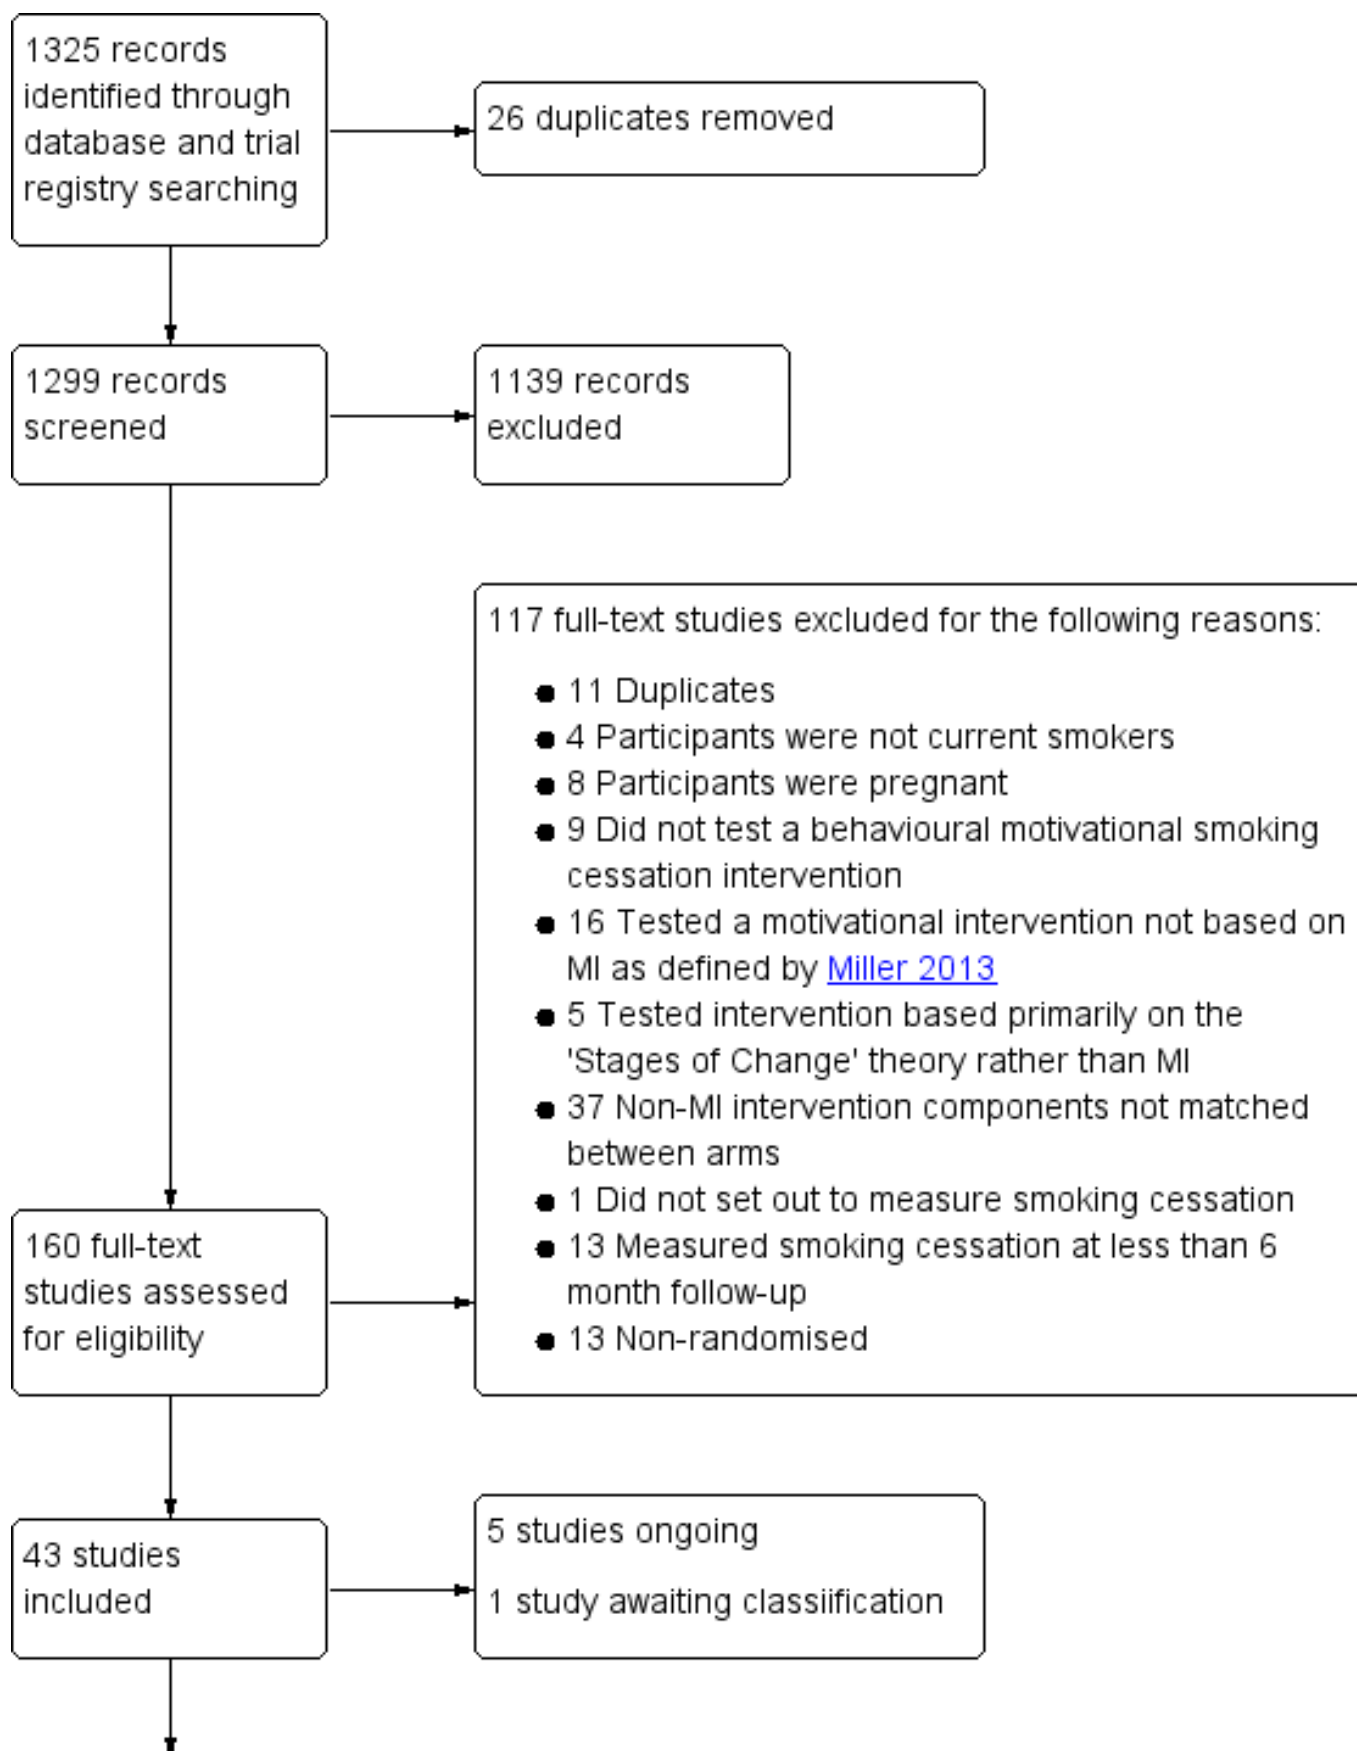 1325 records
identified through
database and trial
registry searching
26 duplicates removed
1299 records
screened
1139 records
excluded
117 full-text studies excluded for the following reasons:
● 11 Duplicates
● 4 Participants were not current smokers
● 8 Participants were pregnant
● 9 Did not test a behavioural motivational smoking
cessation intervention
● 16 Tested a motivational intervention not based on
MI as defined by Miller 2013
● 5 Tested intervention based primarily on the
'Stages of Change' theory rather than MI
● 37 Non-MI intervention components not matched
between arms
● 1 Did not set out to measure smoking cessation
● 13 Measured smoking cessation at less than 6
month follow-up
● 13 Non-randomised
160 full-text
studies assessed
for eligibility
43 studies
included
5 studies ongoing
1 study awaiting classiification